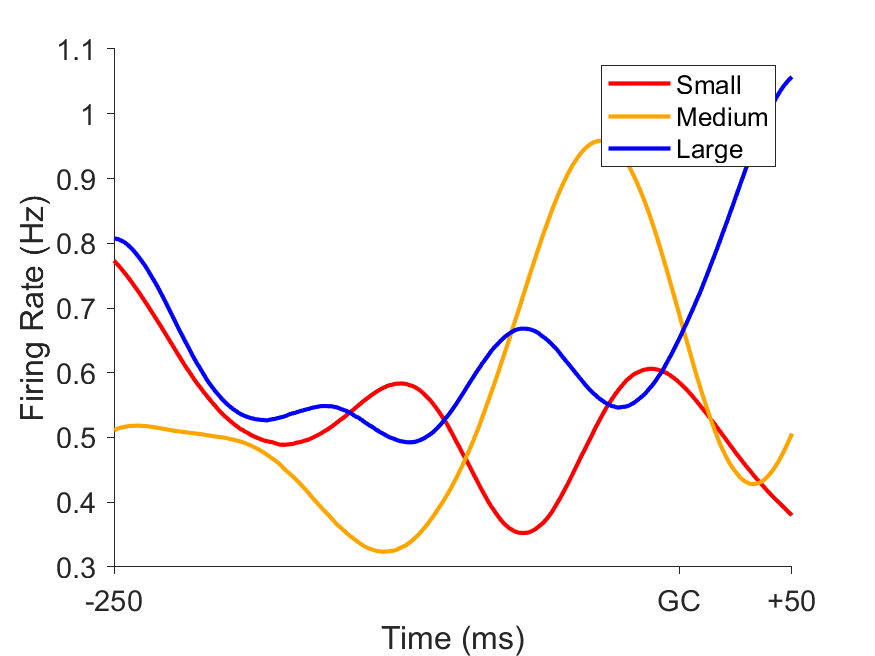 1.1
1
0.9
0.8
0.7
0.6
0.5
0.4
0.3
Firing Rate (Hz)
Small
Medium
Large
-250
GC
+50
Time (ms)